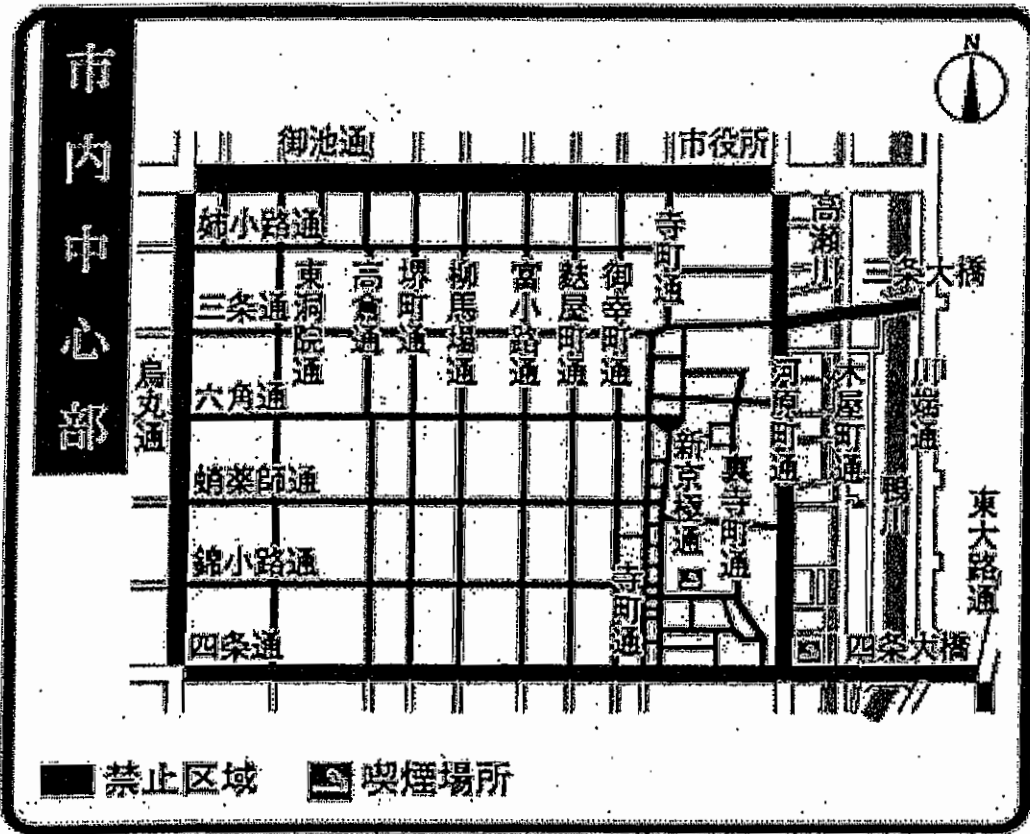 市内中心部
N
御池通
市役所
姉小路通
三条通
六角通
蛸薬師通
錦小路通
四条通
烏丸通
東洞院通
高倉通
堺町通
柳馬場通
富小路通
麩屋町通
御幸町通
寺町通
寺町通
新京極通
裏寺町通
河原町通
高瀬川
木屋町通
鴨川
三条大橋
川端通
四条大橋
東大路通
禁止区域
喫煙場所